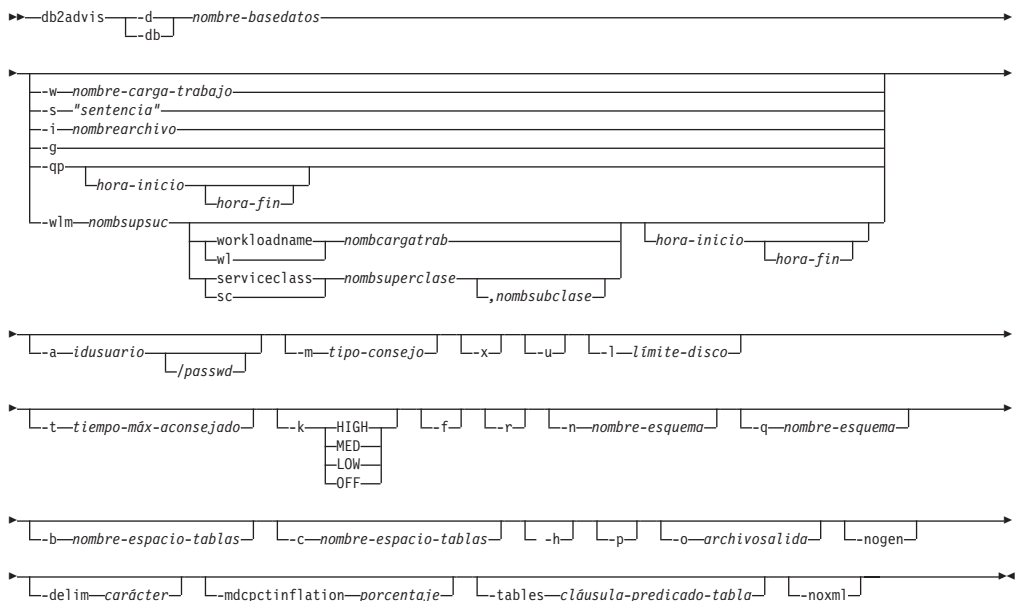 db2advis -d nombre-basedatos
-db
-w nombre-carga-trabajo
-s "sentencia"
-i nombrearchivo
-g
-qp
hora-inicio
hora-fin
-wlm nombsupsuc
workloadname nombcargatrab hora-inicio
wl hora-fin
serviceclass nombsuperclase
sc ,nombsubclase
-a idusuario -m tipo-consejo -x -u -l límite-disco
/passwd
-t tiempo-máx-aconsejado -k HIGH -f -r -n nombre-esquema -q nombre-esquema
MED
LOW
OFF
-b nombre-espacio-tablas -c nombre-espacio-tablas -h -p -o archivosalida -nogen
-delim carácter -mdcpctinflation porcentaje -tables cláusula-predicado-tabla -noxml